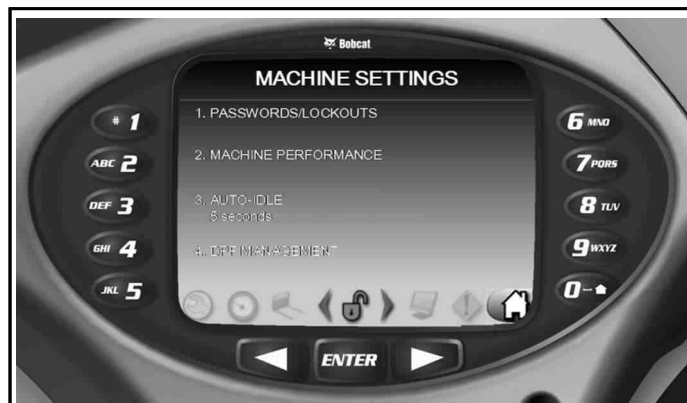 Bobcat
MACHINE SETTINGS
1. PASSWORDS/LOCKOUTS
2. MACHINE PERFORMANCE
3. AUTO-IDLE
5 seconds
4. DPF MANAGEMENT
# 1
ABC 2
DEF 3
GHI 4
JKL 5
6 MNO
7 PQRS
8 TUV
9 WXYZ
0
ENTER